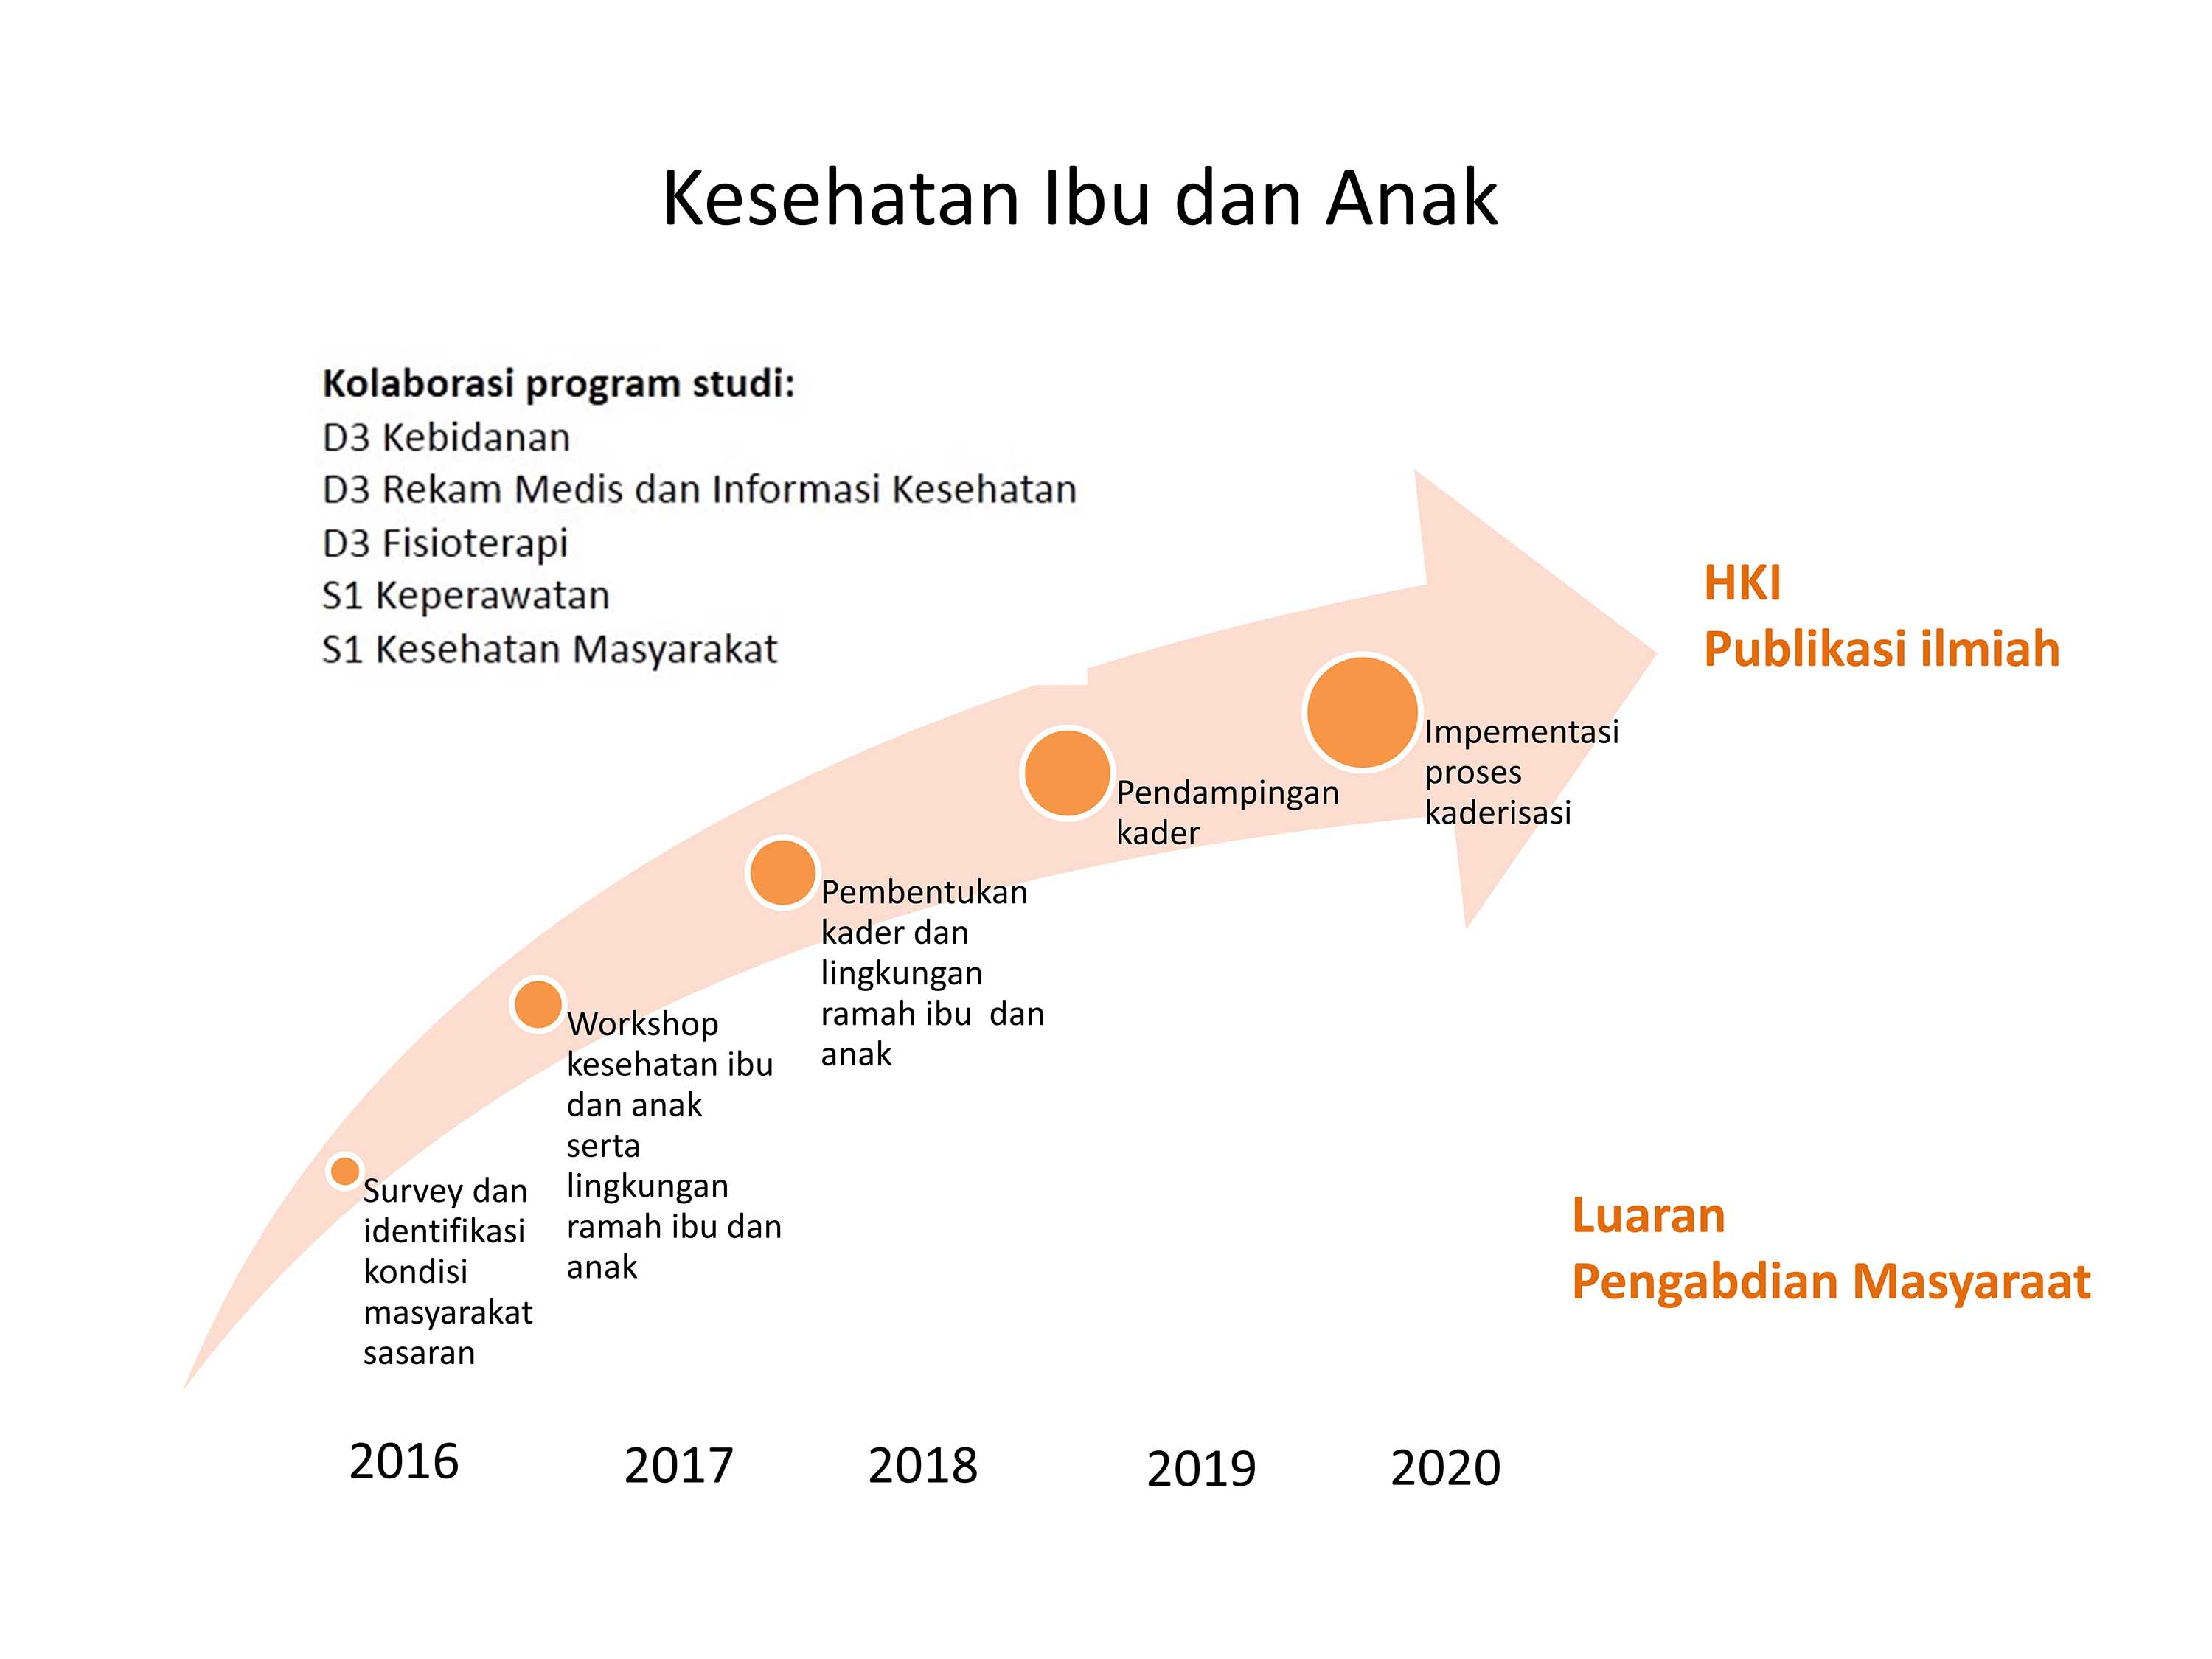 Kesehatan Ibu dan Anak
Kolaborasi program studi:
D3 Kebidanan
D3 Rekam Medis dan Informasi Kesehatan
D3 Fisioterapi
S1 Keperawatan
S1 Kesehatan Masyarakat
HKI
Publikasi ilmiah
Impementasi
proses
kaderisasi
Pendampingan
kader
Pembentukan
kader dan
lingkungan
ramah ibu  dan
anak
Workshop
kesehatan ibu
dan anak
serta
lingkungan
ramah ibu dan
anak
Survey dan
identifikasi
kondisi
masyarakat
sasaran
Luaran
Pengabdian Masyaraat
2016
2017
2018
2019
2020